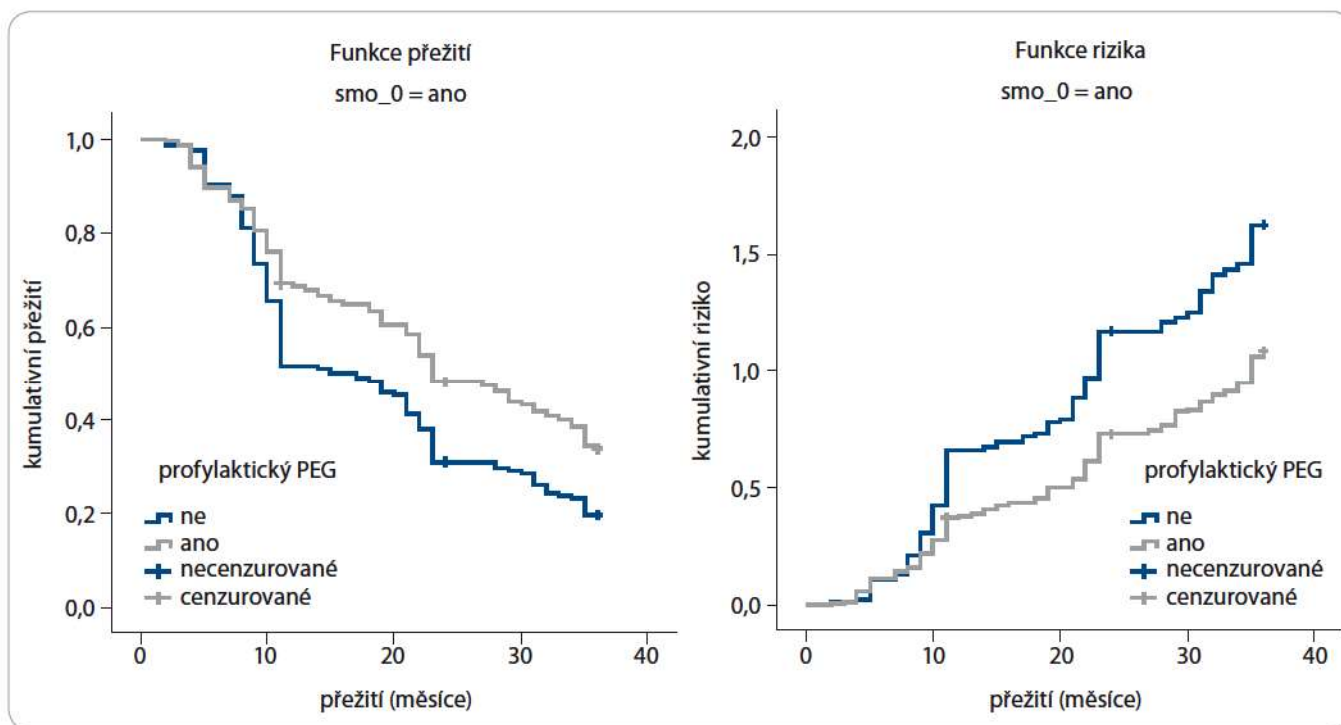 Funkce přežití
smo_0 = ano
kumulativní přežití
1,0
0,8
0,6
0,4
0,2
0,0
profylaktický PEG
ne
ano
necenzurované
cenzurované
0 10 20 30 40
přežití (měsíce)
Funkce rizika
smo_0 = ano
kumulativní riziko
2,0
1,5
1,0
0,5
0,0
profylaktický PEG
ne
ano
necenzurované
cenzurované
0 10 20 30 40
přežití (měsíce)